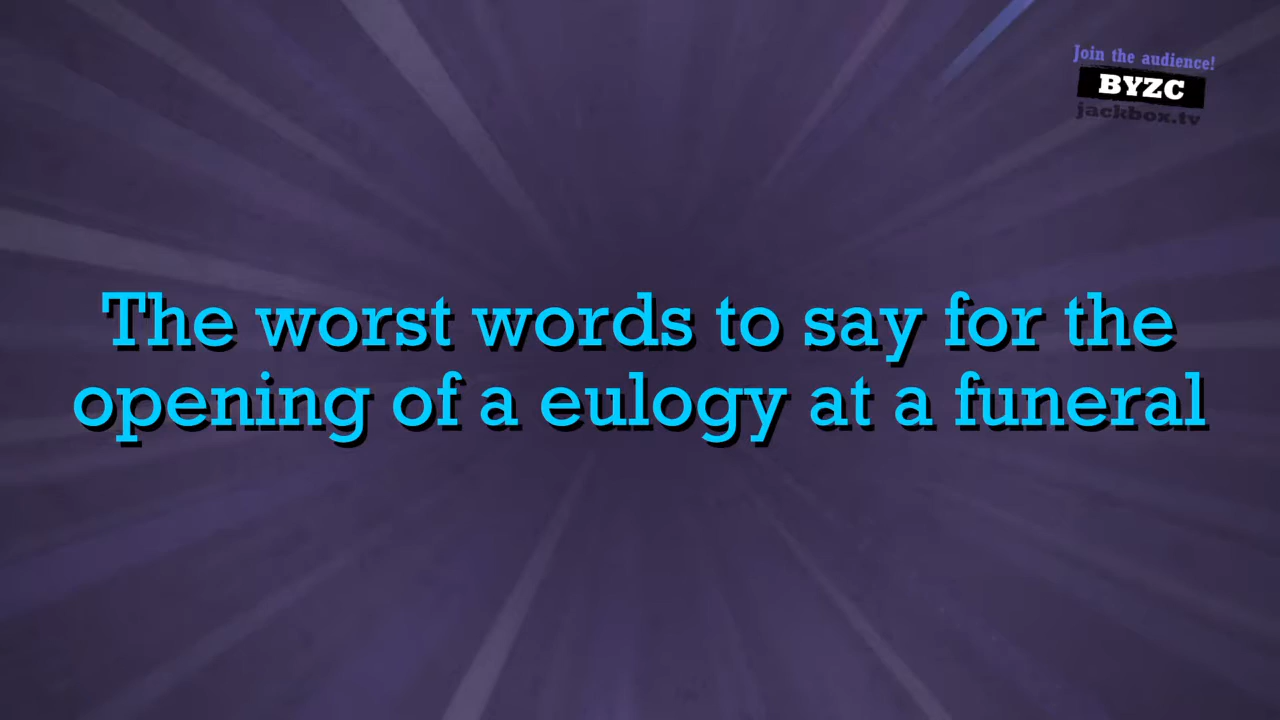 Join the audience!
BYZC
jackbox.tv
The worst words to say for the
opening of a eulogy at a funeral